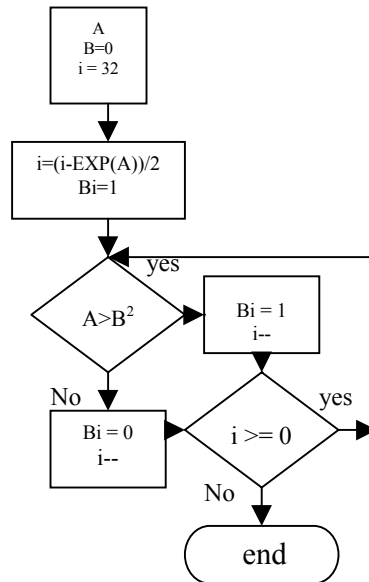 A
B=0
i = 32
i=(i-EXP(A))/2
Bi=1
yes
A>B²
Bi = 1
i--
No
Bi = 0
i--
yes
i >= 0
No
end